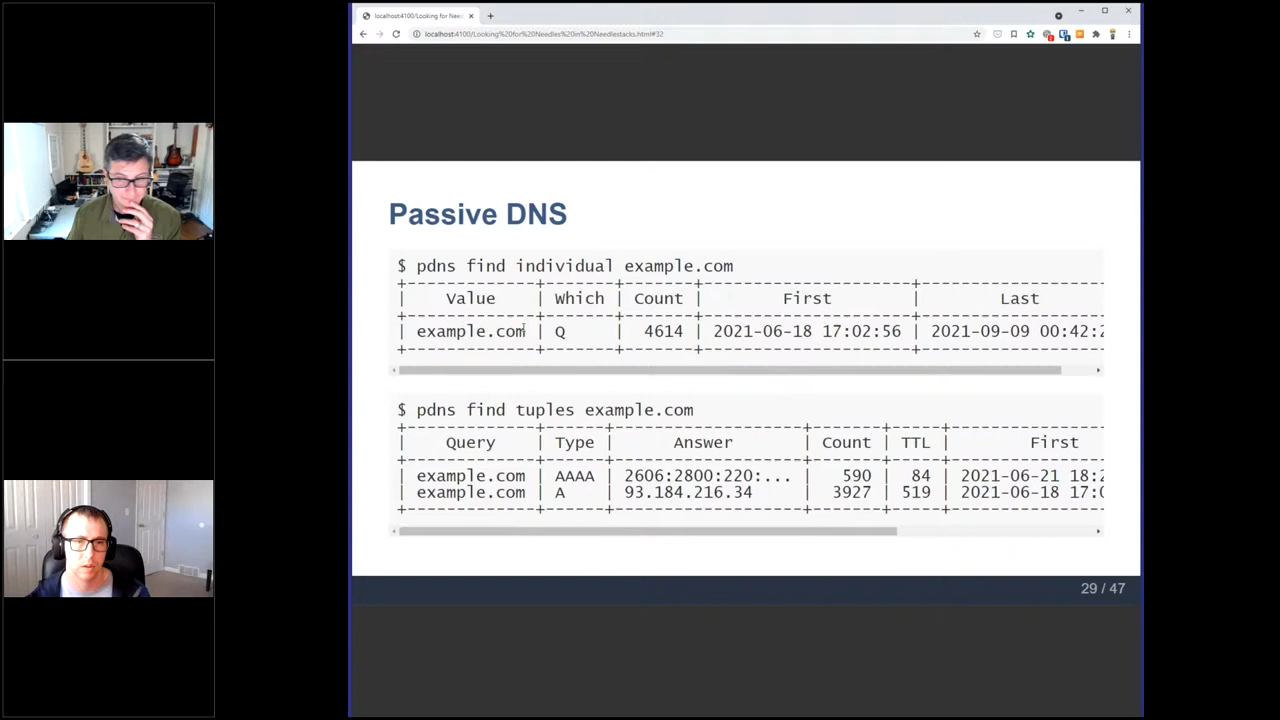 localhost:4100/Looking for Need
localhost:4100/Looking%20for%20Needles%20in%20Needlestacks.html#32
Passive DNS
$ pdns find individual example.com
+---------------+--------+---------+-----------------------+---------------------
| Value | Which | Count | First | Last
+---------------+--------+---------+-----------------------+---------------------
| example.com | Q | 4614 | 2021-06-18 17:02:56 | 2021-09-09 00:42:2
+---------------+--------+---------+-----------------------+---------------------
$ pdns find tuples example.com
+---------------+------+---------------------+--------+-----+-----------------
| Query | Type | Answer | Count | TTL | First
+---------------+------+---------------------+--------+-----+-----------------
| example.com | AAAA | 2606:2800:220:... | 590 | 84 | 2021-06-21 18:2
| example.com | A | 93.184.216.34 | 3927 | 519 | 2021-06-18 17:0
+---------------+------+---------------------+--------+-----+-----------------
29 / 47